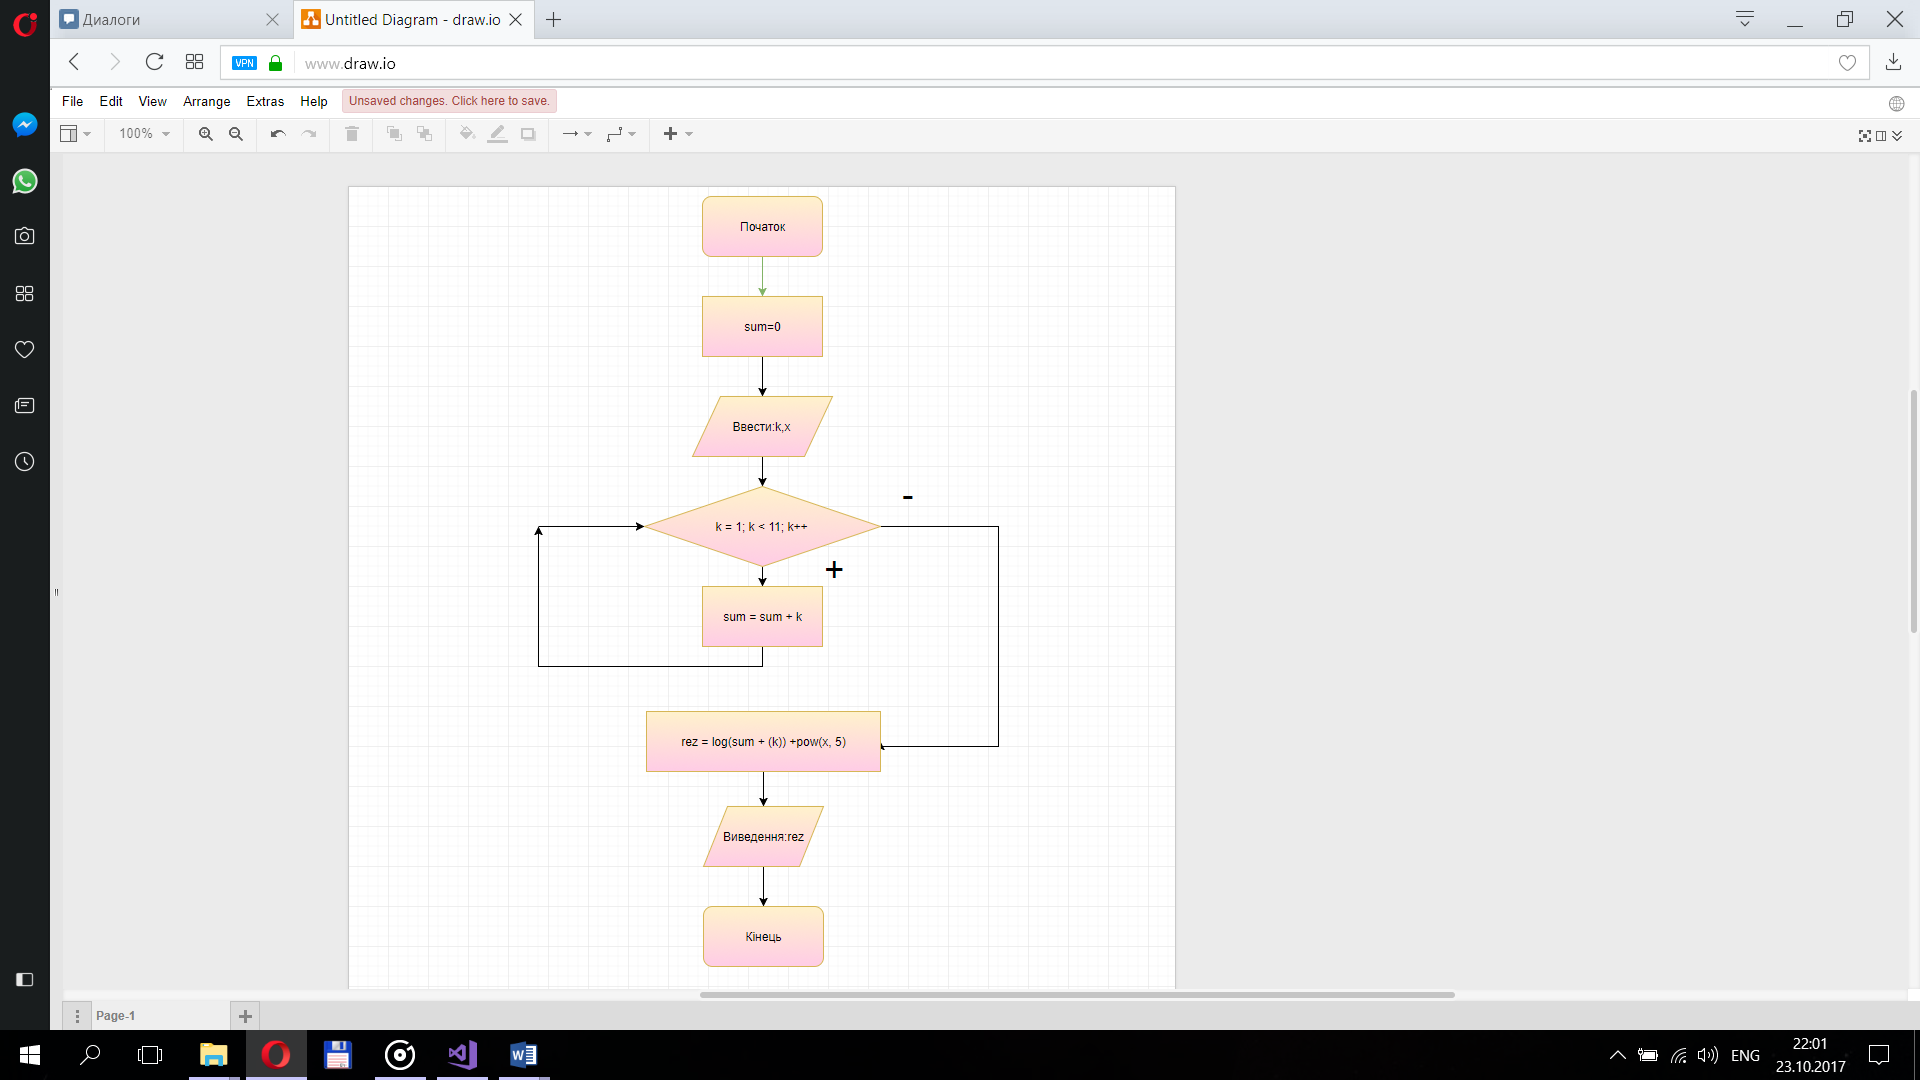 Диалоги
Untitled Diagram - draw.io
VPN
www.draw.io
File Edit View Arrange Extras Help Unsaved changes. Click here to save.
100%
Початок
sum=0
Ввести:k,x
-
k = 1; k < 11; k++
+
sum = sum + k
rez = log(sum + (k)) +pow(x, 5)
Виведення:rez
Кінець
Page-1
22:01
ENG
23.10.2017